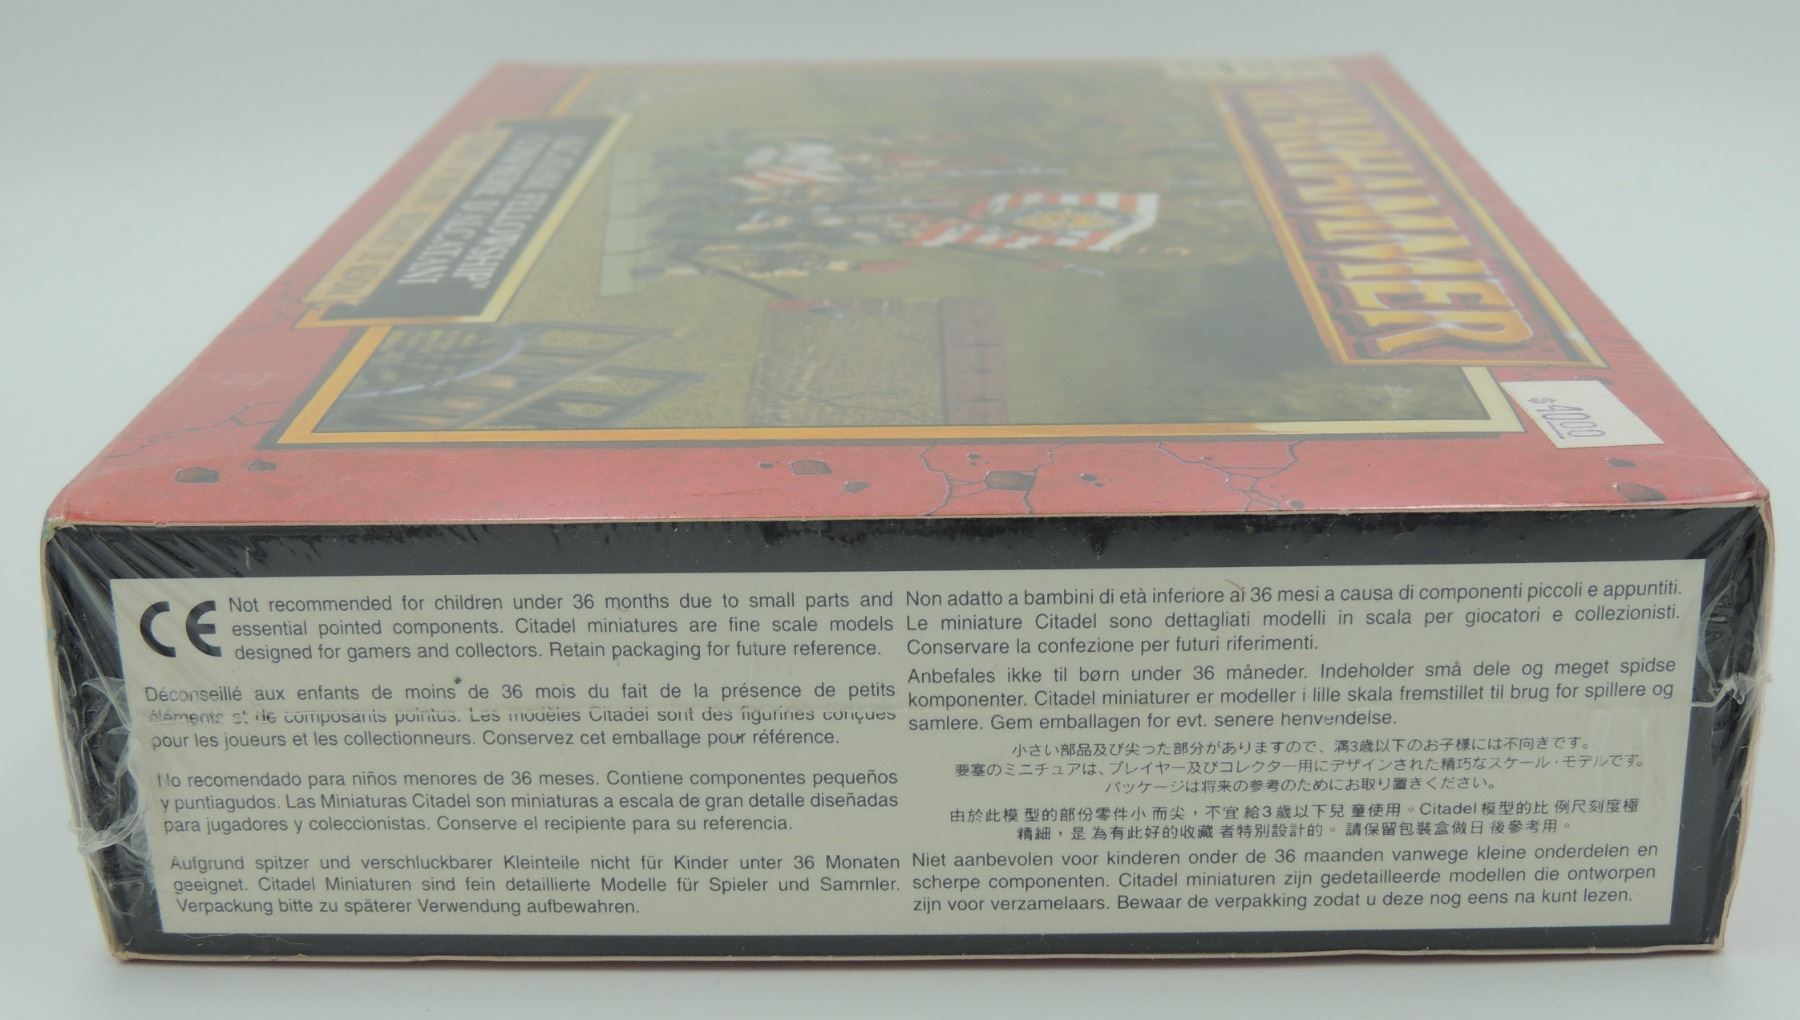 WARHAMMER
ALCATANI FELLOWSHIP
COMPAGNIE D'ALCATANI
$40.00
CE
Not recommended for children under 36 months due to small parts and
essential pointed components. Citadel miniatures are fine scale models
designed for gamers and collectors. Retain packaging for future reference.
Déconseillé aux enfants de moins de 36 mois du fait de la présence de petits
éléments et de composants pointus. Les modèles Citadel sont des figurines conçues
pour les joueurs et les collectionneurs. Conservez cet emballage pour référence.
No recomendado para niños menores de 36 meses. Contiene componentes pequeños
y puntiagudos. Las Miniaturas Citadel son miniaturas a escala de gran detalle diseñadas
para jugadores y coleccionistas. Conserve el recipiente para su referencia.
Aufgrund spitzer und verschluckbarer Kleinteile nicht für Kinder unter 36 Monaten
geeignet. Citadel Miniaturen sind fein detaillierte Modelle für Spieler und Sammler.
Verpackung bitte zu späterer Verwendung aufbewahren.
Non adatto a bambini di età inferiore ai 36 mesi a causa di componenti piccoli e appuntiti.
Le miniature Citadel sono dettagliati modelli in scala per giocatori e collezionisti.
Conservare la confezione per futuri riferimenti.
Anbefales ikke til børn under 36 måneder. Indeholder små dele og meget spidse
komponenter. Citadel miniaturer er modeller i lille skala fremstillet til brug for spillere og
samlere. Gem emballagen for evt. senere henvendelse.
小さい部品及び尖った部分がありますので、満3歳以下のお子様には不向きです。
要塞のミニチュアは、プレイヤー及びコレクター用にデザインされた精巧なスケール・モデルです。
パッケージは将来の参考のためにお取り置きください。
由於此模型的部份零件小而尖，不宜給3歲以下兒童使用。Citadel模型的比例尺刻度極
精細，是為有此好的收藏者特別設計的。請保留包裝盒做日後參考用。
Niet aanbevolen voor kinderen onder de 36 maanden vanwege kleine onderdelen en
scherpe componenten. Citadel miniaturen zijn gedetailleerde modellen die ontworpen
zijn voor verzamelaars. Bewaar de verpakking zodat u deze nog eens na kunt lezen.